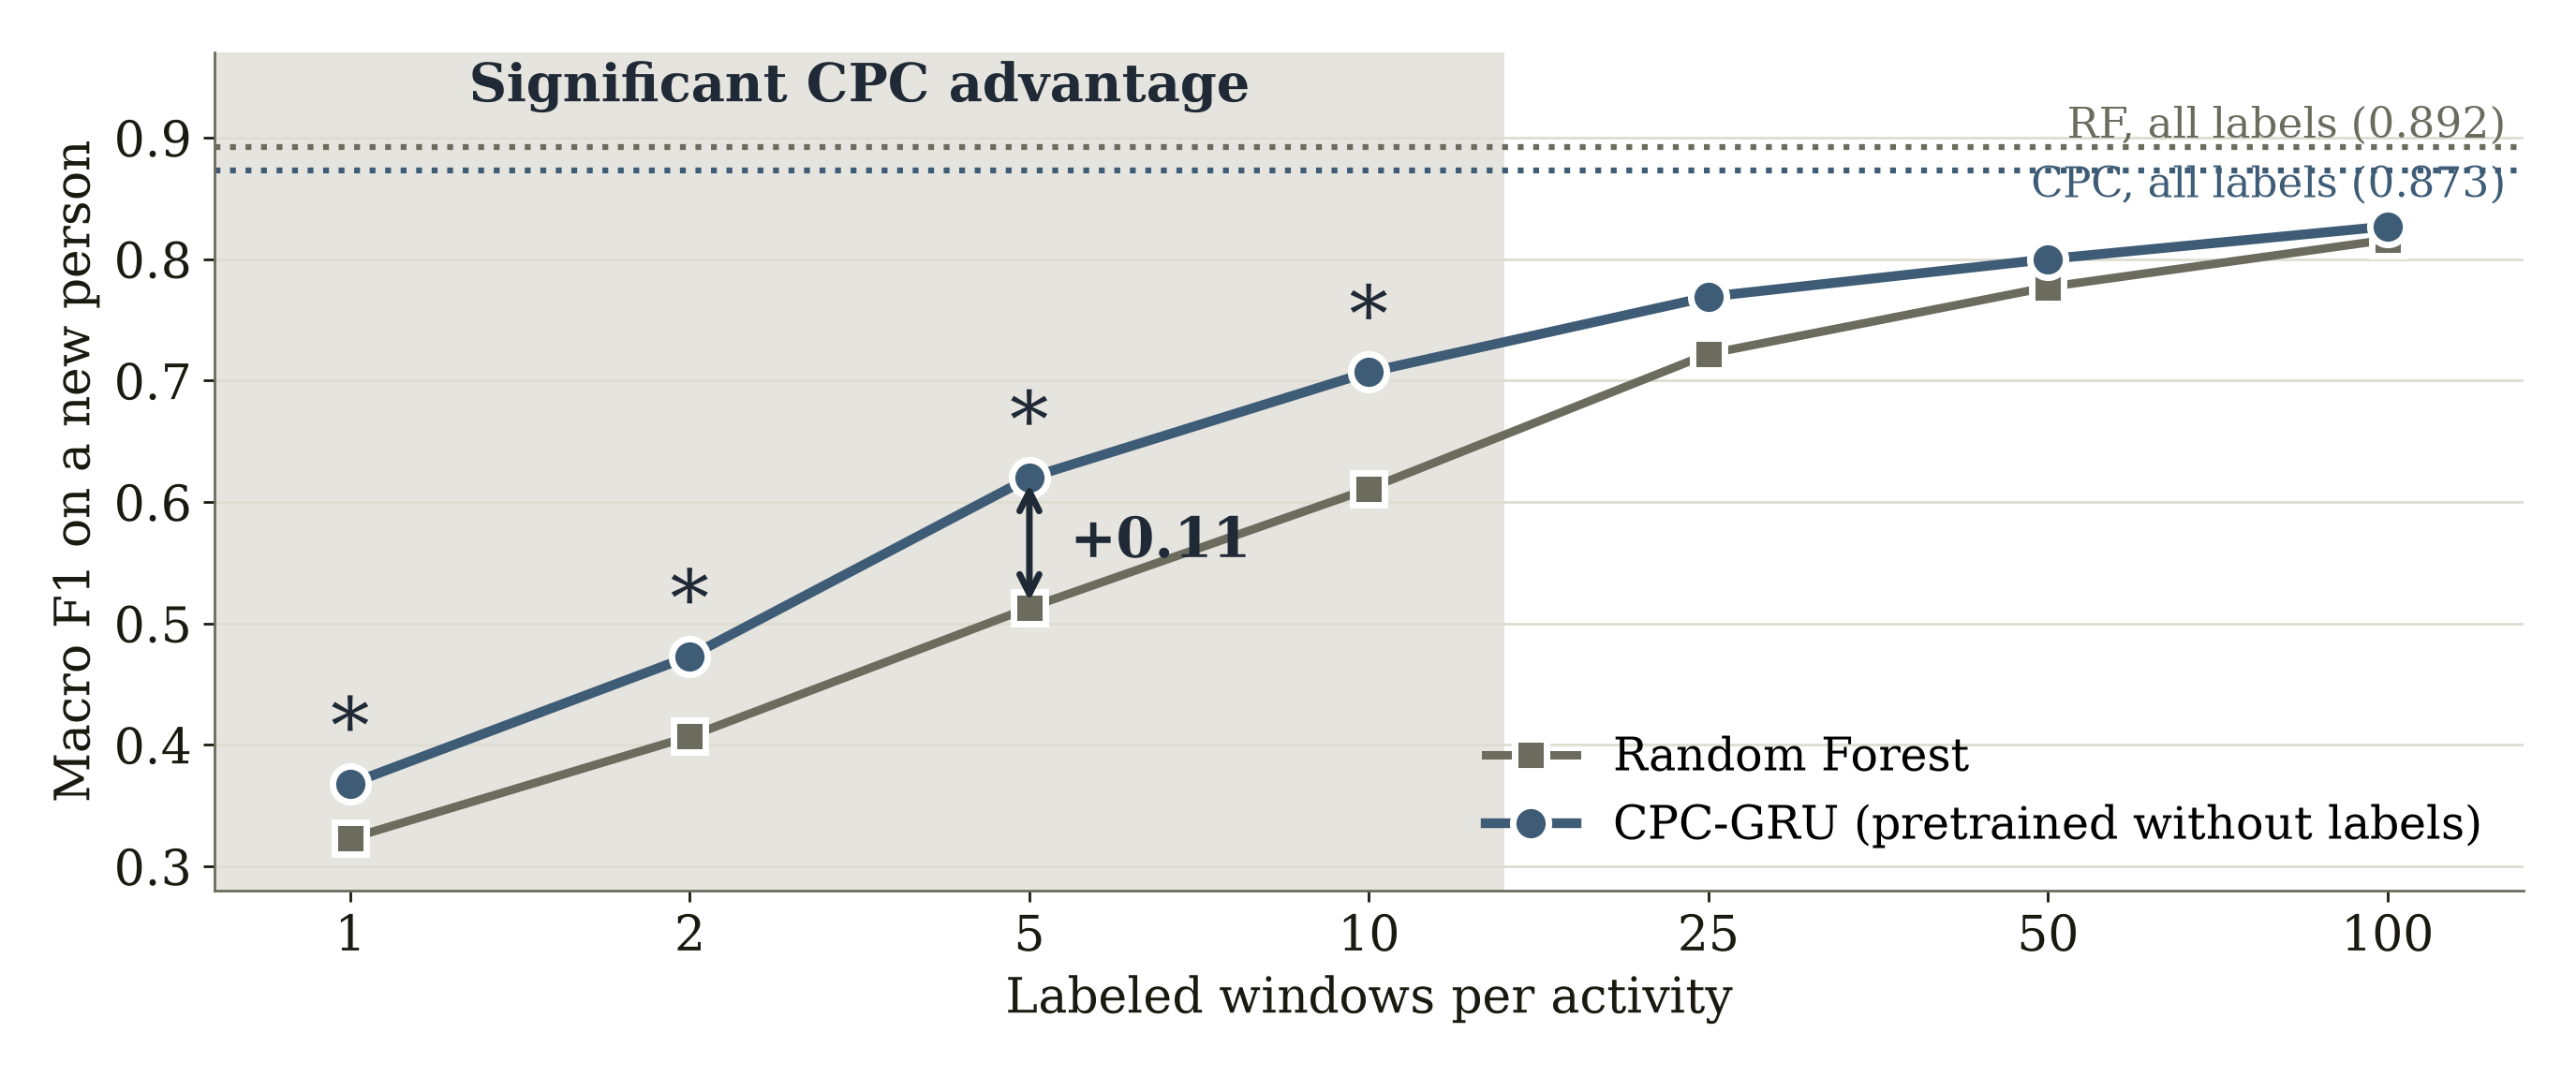 Significant CPC advantage
RF, all labels (0.892)
CPC, all labels (0.873)
Macro F1 on a new person
0.9
0.8
0.7
0.6
0.5
0.4
0.3
*
*
*
*
+0.11
Random Forest
CPC-GRU (pretrained without labels)
1 2 5 10 25 50 100
Labeled windows per activity